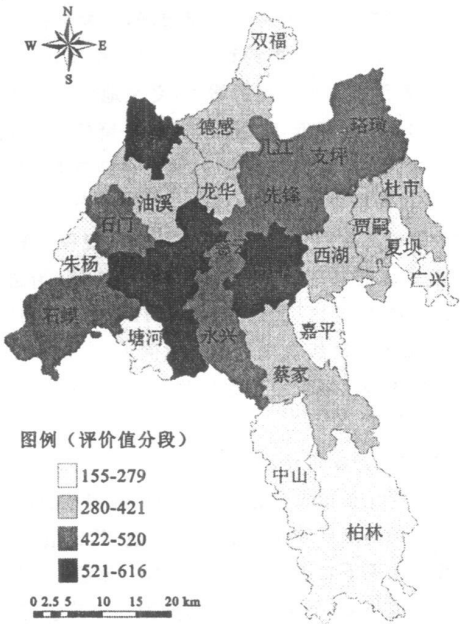 N
W E
S
双福
德感
珞璜
几江
支坪
杜市
龙华
先锋
油溪
石门
贾嗣
西湖
夏坝
朱杨
广兴
石蟆
塘河
永兴
嘉平
蔡家
中山
柏林
图例（评价值分段）
155-279
280-421
422-520
521-616
0 2.5 5 10 15 20 km